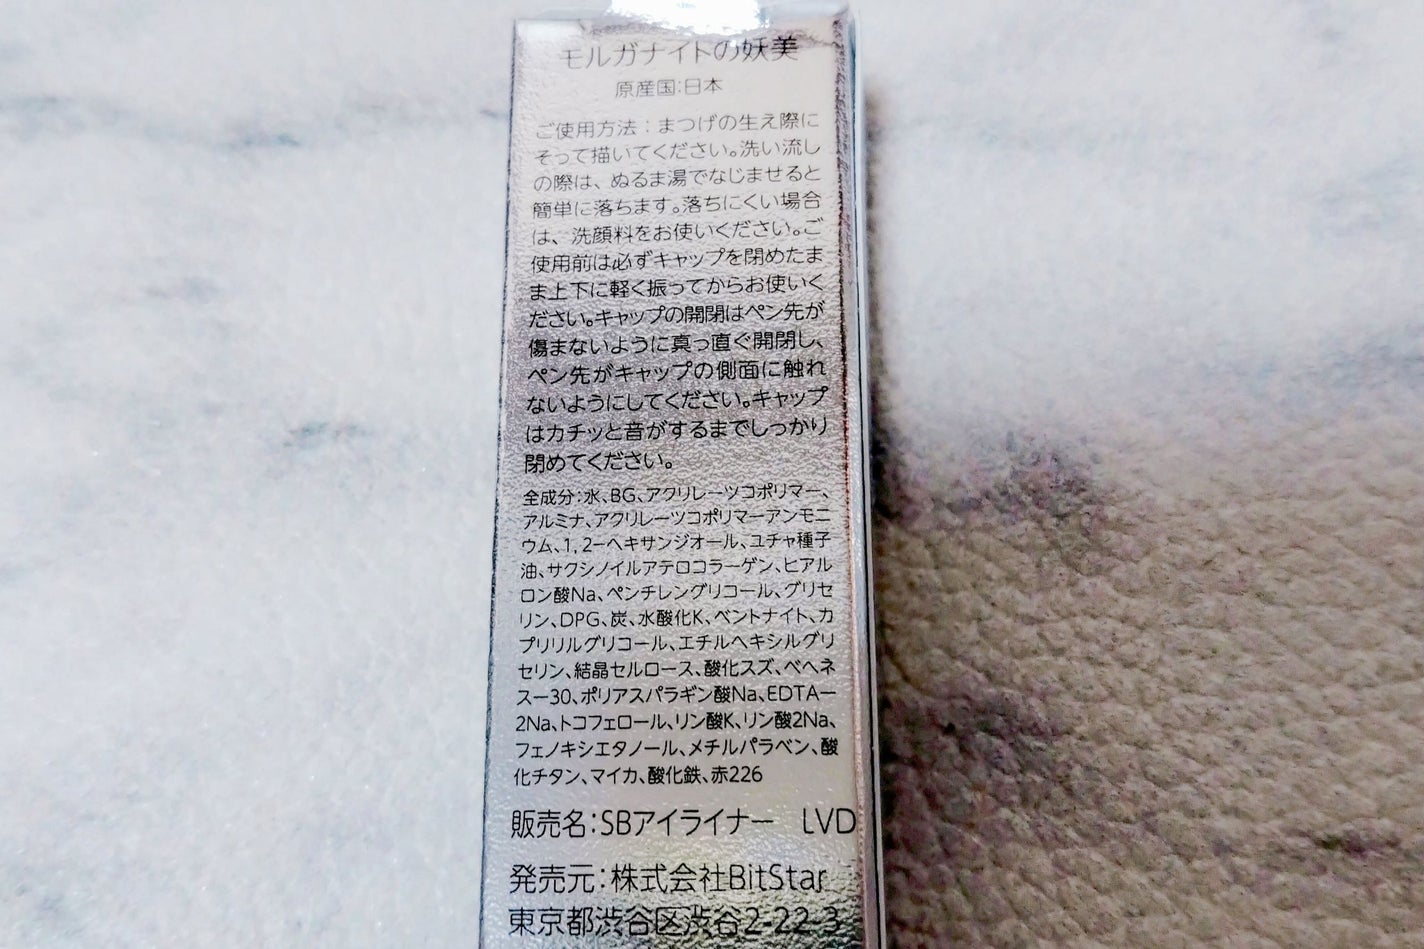 モルガナイトの妖美
原産国:日本
ご使用方法：まつげの生え際に
そって描いてください。洗い流し
の際は、ぬるま湯でなじませると
簡単に落ちます。落ちにくい場合
は、洗顔料をお使いください。ご
使用前は必ずキャップを閉めたま
ま上下に軽く振ってからお使いく
ださい。キャップの開閉はペン先が
傷まないように真っ直ぐ開閉し、
ペン先がキャップの側面に触れ
ないようにしてください。キャップ
はカチッと音がするまでしっかり
閉めてください。
全成分:水、BG、アクリレーツコポリマー、
アルミナ、アクリレーツコポリマーアンモニ
ウム、1,2−ヘキサンジオール、ユチャ種子
油、サクシノイルアテロコラーゲン、ヒアル
ロン酸Na、ペンチレングリコール、グリセ
リン、DPG、炭、水酸化K、ベントナイト、カ
プリリルグリコール、エチルヘキシルグリ
セリン、結晶セルロース、酸化スズ、ベヘネ
ス−30、ポリアスパラギン酸Na、EDTA−
2Na、トコフェロール、リン酸K、リン酸2Na、
フェノキシエタノール、メチルパラベン、酸
化チタン、マイカ、酸化鉄、赤226
販売名:SBアイライナー　LVD
発売元:株式会社BitStar
東京都渋谷区渋谷2-22-3